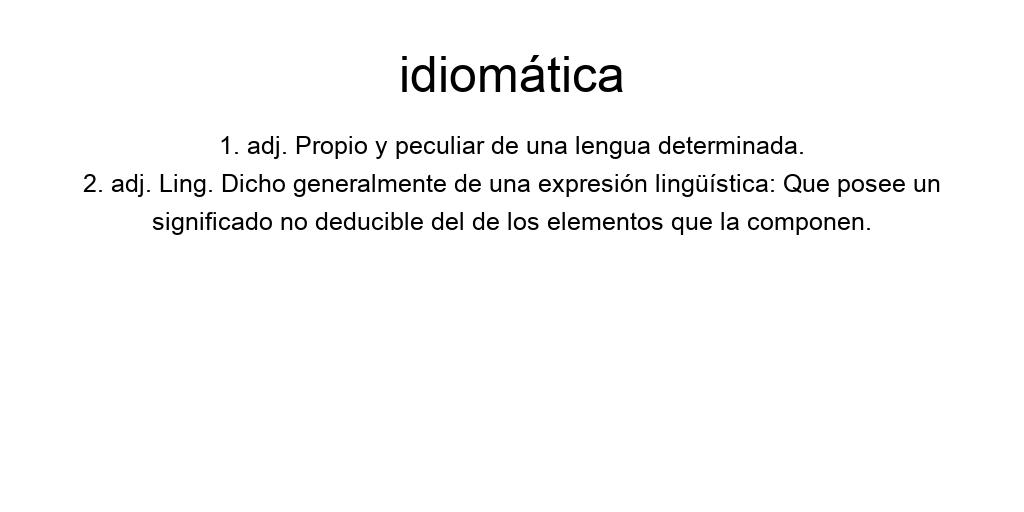 idiomática
1. adj. Propio y peculiar de una lengua determinada.
2. adj. Ling. Dicho generalmente de una expresión lingüística: Que posee un
significado no deducible del de los elementos que la componen.